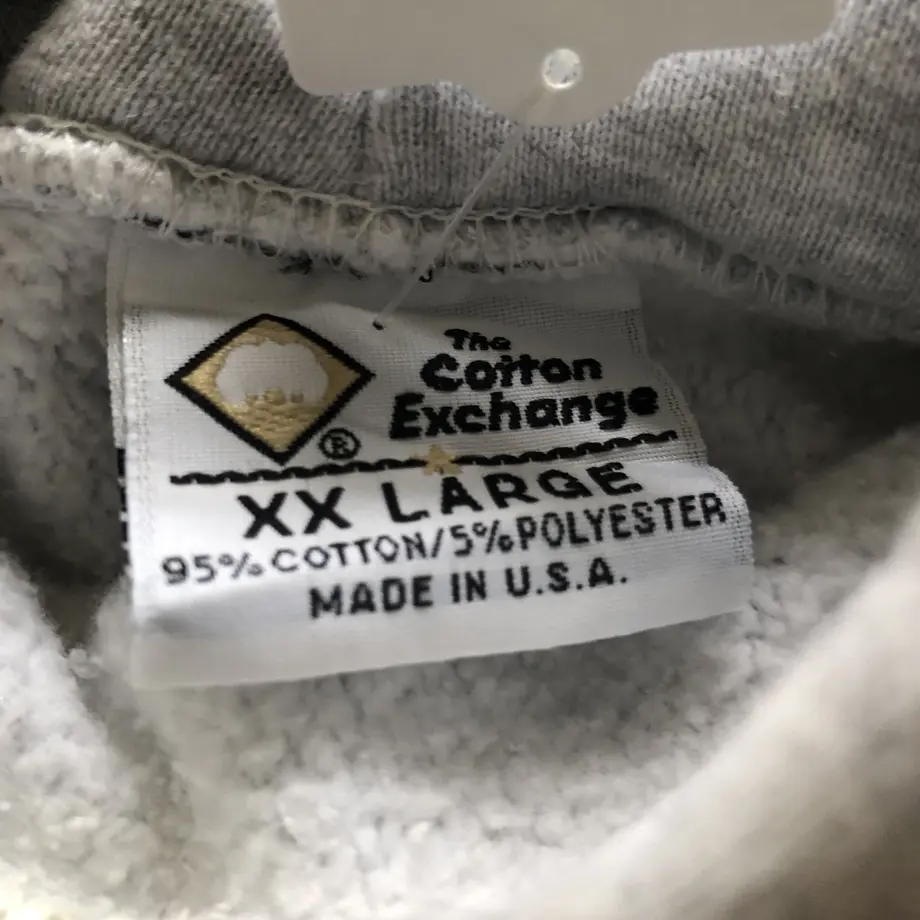 The
Cotton
Exchange
®
XX LARGE
95% COTTON/5% POLYESTER
MADE IN U.S.A.